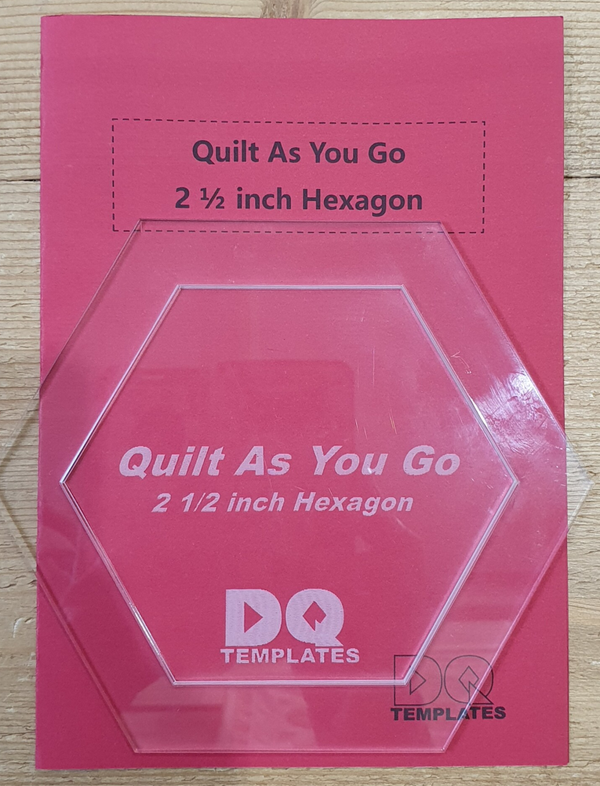 Quilt As You Go
2 ½ inch Hexagon
Quilt As You Go
2 1/2 inch Hexagon
DQ
TEMPLATES
DQ
TEMPLATES